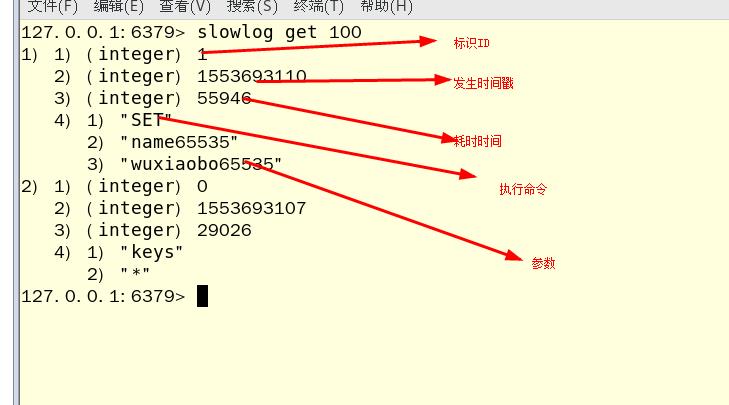 文件(F) 编辑(E) 查看(V) 搜索(S) 终端(T) 帮助(H)
127.0.0.1:6379> slowlog get 100
1) 1) (integer) 1
标识ID
2) (integer) 1553693110
发生时间戳
3) (integer) 55946
4) 1) "SET"
2) "name65535"
耗时时间
3) "wuxiaobo65535"
2) 1) (integer) 0
执行命令
2) (integer) 1553693107
3) (integer) 29026
4) 1) "keys"
参数
2) "*"
127.0.0.1:6379>